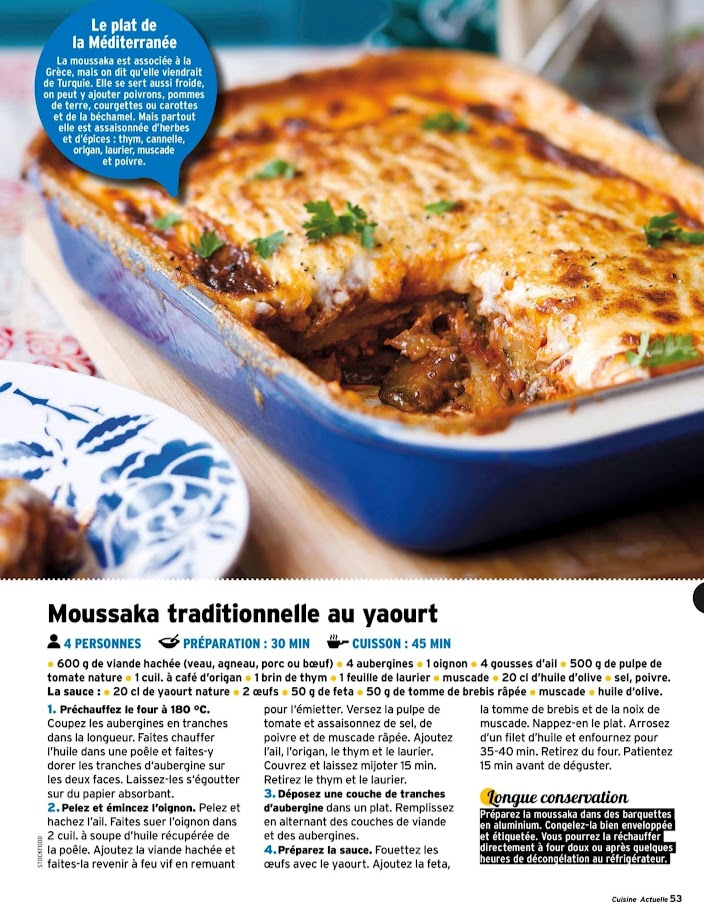 Le plat de
la Méditerranée
La moussaka est associée à la
Grèce, mais on dit qu'elle viendrait
de Turquie. Elle se sert aussi froide,
on peut y ajouter poivrons, pommes
de terre, courgettes ou carottes
et de la béchamel. Mais partout
elle est assaisonnée d'herbes
et d'épices : thym, cannelle,
origan, laurier, muscade
et poivre.
Moussaka traditionnelle au yaourt
4 PERSONNES PRÉPARATION : 30 MIN CUISSON : 45 MIN
• 600 g de viande hachée (veau, agneau, porc ou bœuf) • 4 aubergines • 1 oignon • 4 gousses d'ail • 500 g de pulpe de
tomate nature • 1 cuil. à café d'origan • 1 brin de thym • 1 feuille de laurier • muscade • 20 cl d'huile d'olive • sel, poivre.
La sauce : • 20 cl de yaourt nature • 2 œufs • 50 g de feta • 50 g de tomme de brebis râpée • muscade • huile d'olive.
1. Préchauffez le four à 180 °C.
Coupez les aubergines en tranches
dans la longueur. Faites chauffer
l'huile dans une poêle et faites-y
dorer les tranches d'aubergine sur
les deux faces. Laissez-les s'égoutter
sur du papier absorbant.
2. Pelez et émincez l'oignon. Pelez et
hachez l'ail. Faites suer l'oignon dans
2 cuil. à soupe d'huile récupérée de
la poêle. Ajoutez la viande hachée et
faites-la revenir à feu vif en remuant
pour l'émietter. Versez la pulpe de
tomate et assaisonnez de sel, de
poivre et de muscade râpée. Ajoutez
l'ail, l'origan, le thym et le laurier.
Couvrez et laissez mijoter 15 min.
Retirez le thym et le laurier.
3. Déposez une couche de tranches
d'aubergine dans un plat. Remplissez
en alternant des couches de viande
et des aubergines.
4. Préparez la sauce. Fouettez les
œufs avec le yaourt. Ajoutez la feta,
la tomme de brebis et de la noix de
muscade. Nappez-en le plat. Arrosez
d'un filet d'huile et enfournez pour
35-40 min. Retirez du four. Patientez
15 min avant de déguster.
Longue conservation
Préparez la moussaka dans des barquettes
en aluminium. Congelez-la bien enveloppée
et étiquetée. Vous pourrez la réchauffer
directement à four doux ou après quelques
heures de décongélation au réfrigérateur.
STOCKFOOD
Cuisine Actuelle 53